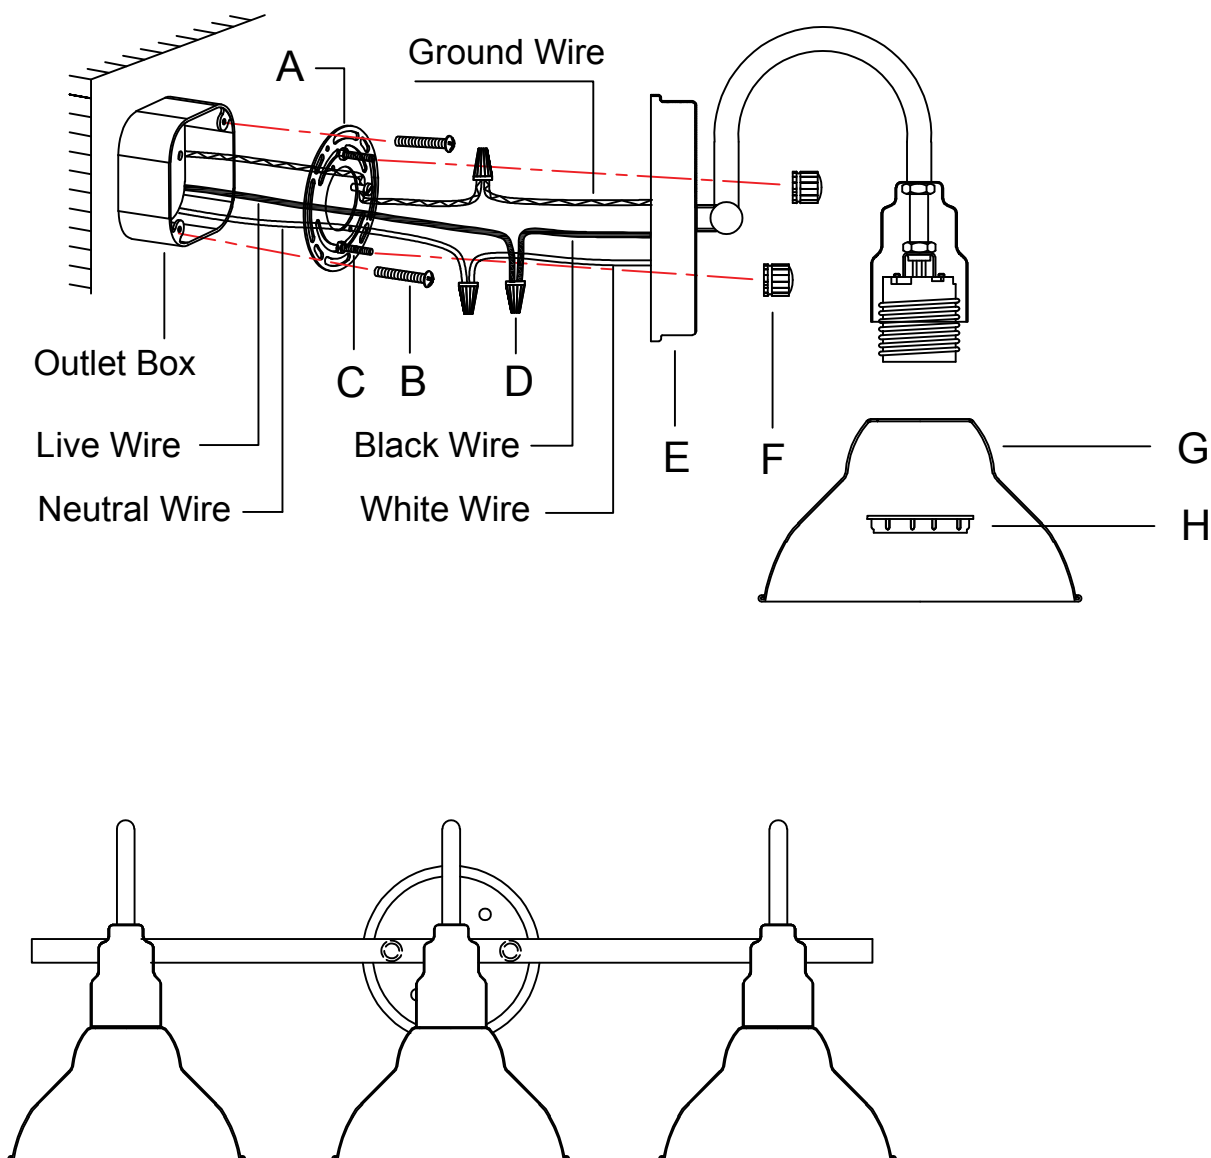 Ground Wire
A
Outlet Box
C
B
D
Live Wire
Black Wire
E
F
G
Neutral Wire
White Wire
H